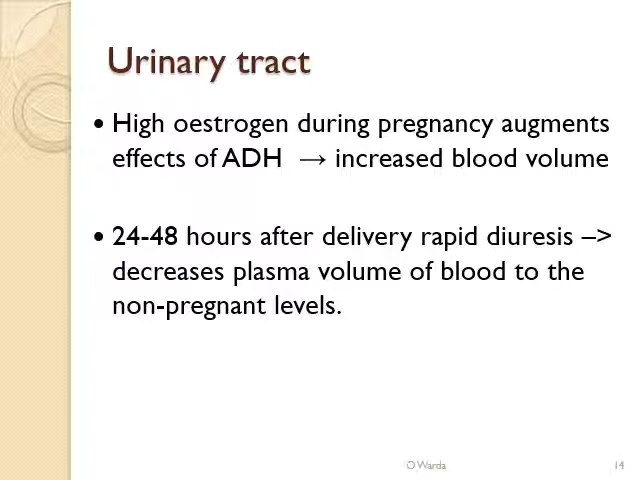 Urinary tract
• High oestrogen during pregnancy augments
effects of ADH → increased blood volume
• 24-48 hours after delivery rapid diuresis –>
decreases plasma volume of blood to the
non-pregnant levels.
O Warda 14